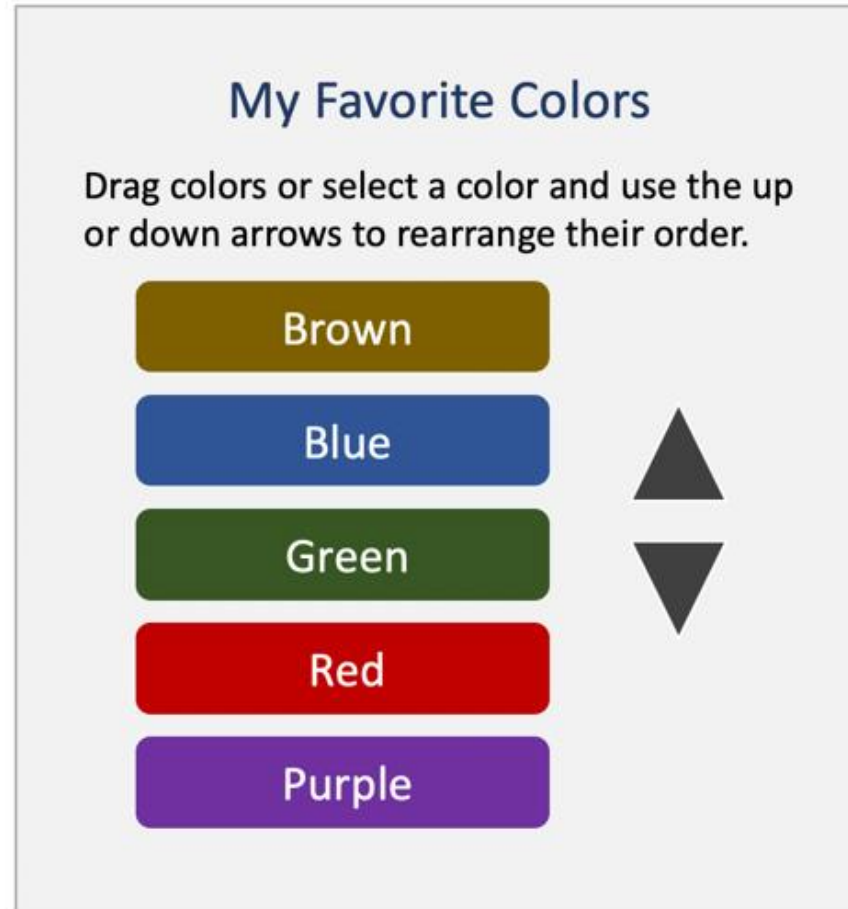 My Favorite Colors
Drag colors or select a color and use the up
or down arrows to rearrange their order.
Brown
Blue
Green
Red
Purple